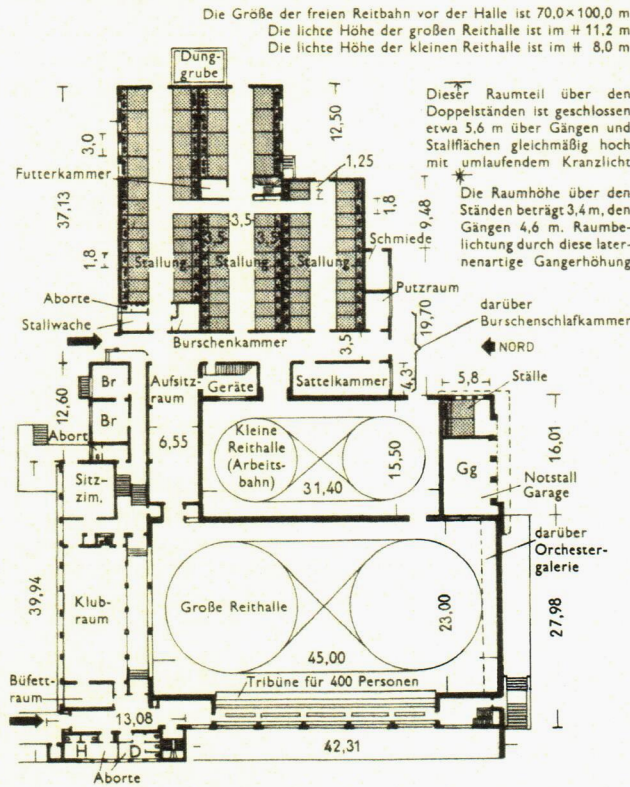 Die Größe der freien Reitbahn vor der Halle ist 70,0×100,0 m
Die lichte Höhe der großen Reithalle ist im # 11,2 m
Die lichte Höhe der kleinen Reithalle ist im # 8,0 m
Dung-
grube
Dieser Raumteil über den
Doppelständen ist geschlossen
etwa 5,6 m über Gängen und
Stallflächen gleichmäßig hoch
mit umlaufendem Kranzlicht
12,50
3,0
37,13
1,25
Futterkammer
Die Raumhöhe über den
Ständen beträgt 3,4 m, den
Gängen 4,6 m. Raumbe-
lichtung durch diese later-
nenartige Gangerhöhung
1,8
9,48
3,5
3,5
3,5
Schmiede
1,8
Stallung
Stallung
Stallung
Putzraum
Aborte
Stallwache
Burschenkammer
3,5
19,70
darüber
Burschenschlafkammer
NORD
Br
Aufsitz-
raum
Geräte
Sattelkammer
4,3
5,8
Ställe
12,60
Br
Abort
6,55
Kleine
Reithalle
(Arbeits-
bahn)
31,40
15,50
Gg
16,01
Notstall
Garage
Sitz-
zim.
darüber
Orchester-
galerie
39,94
Klub-
raum
Große Reithalle
23,00
27,98
45,00
Büfett-
raum
Tribüne für 400 Personen
13,08
H
D
42,31
Aborte